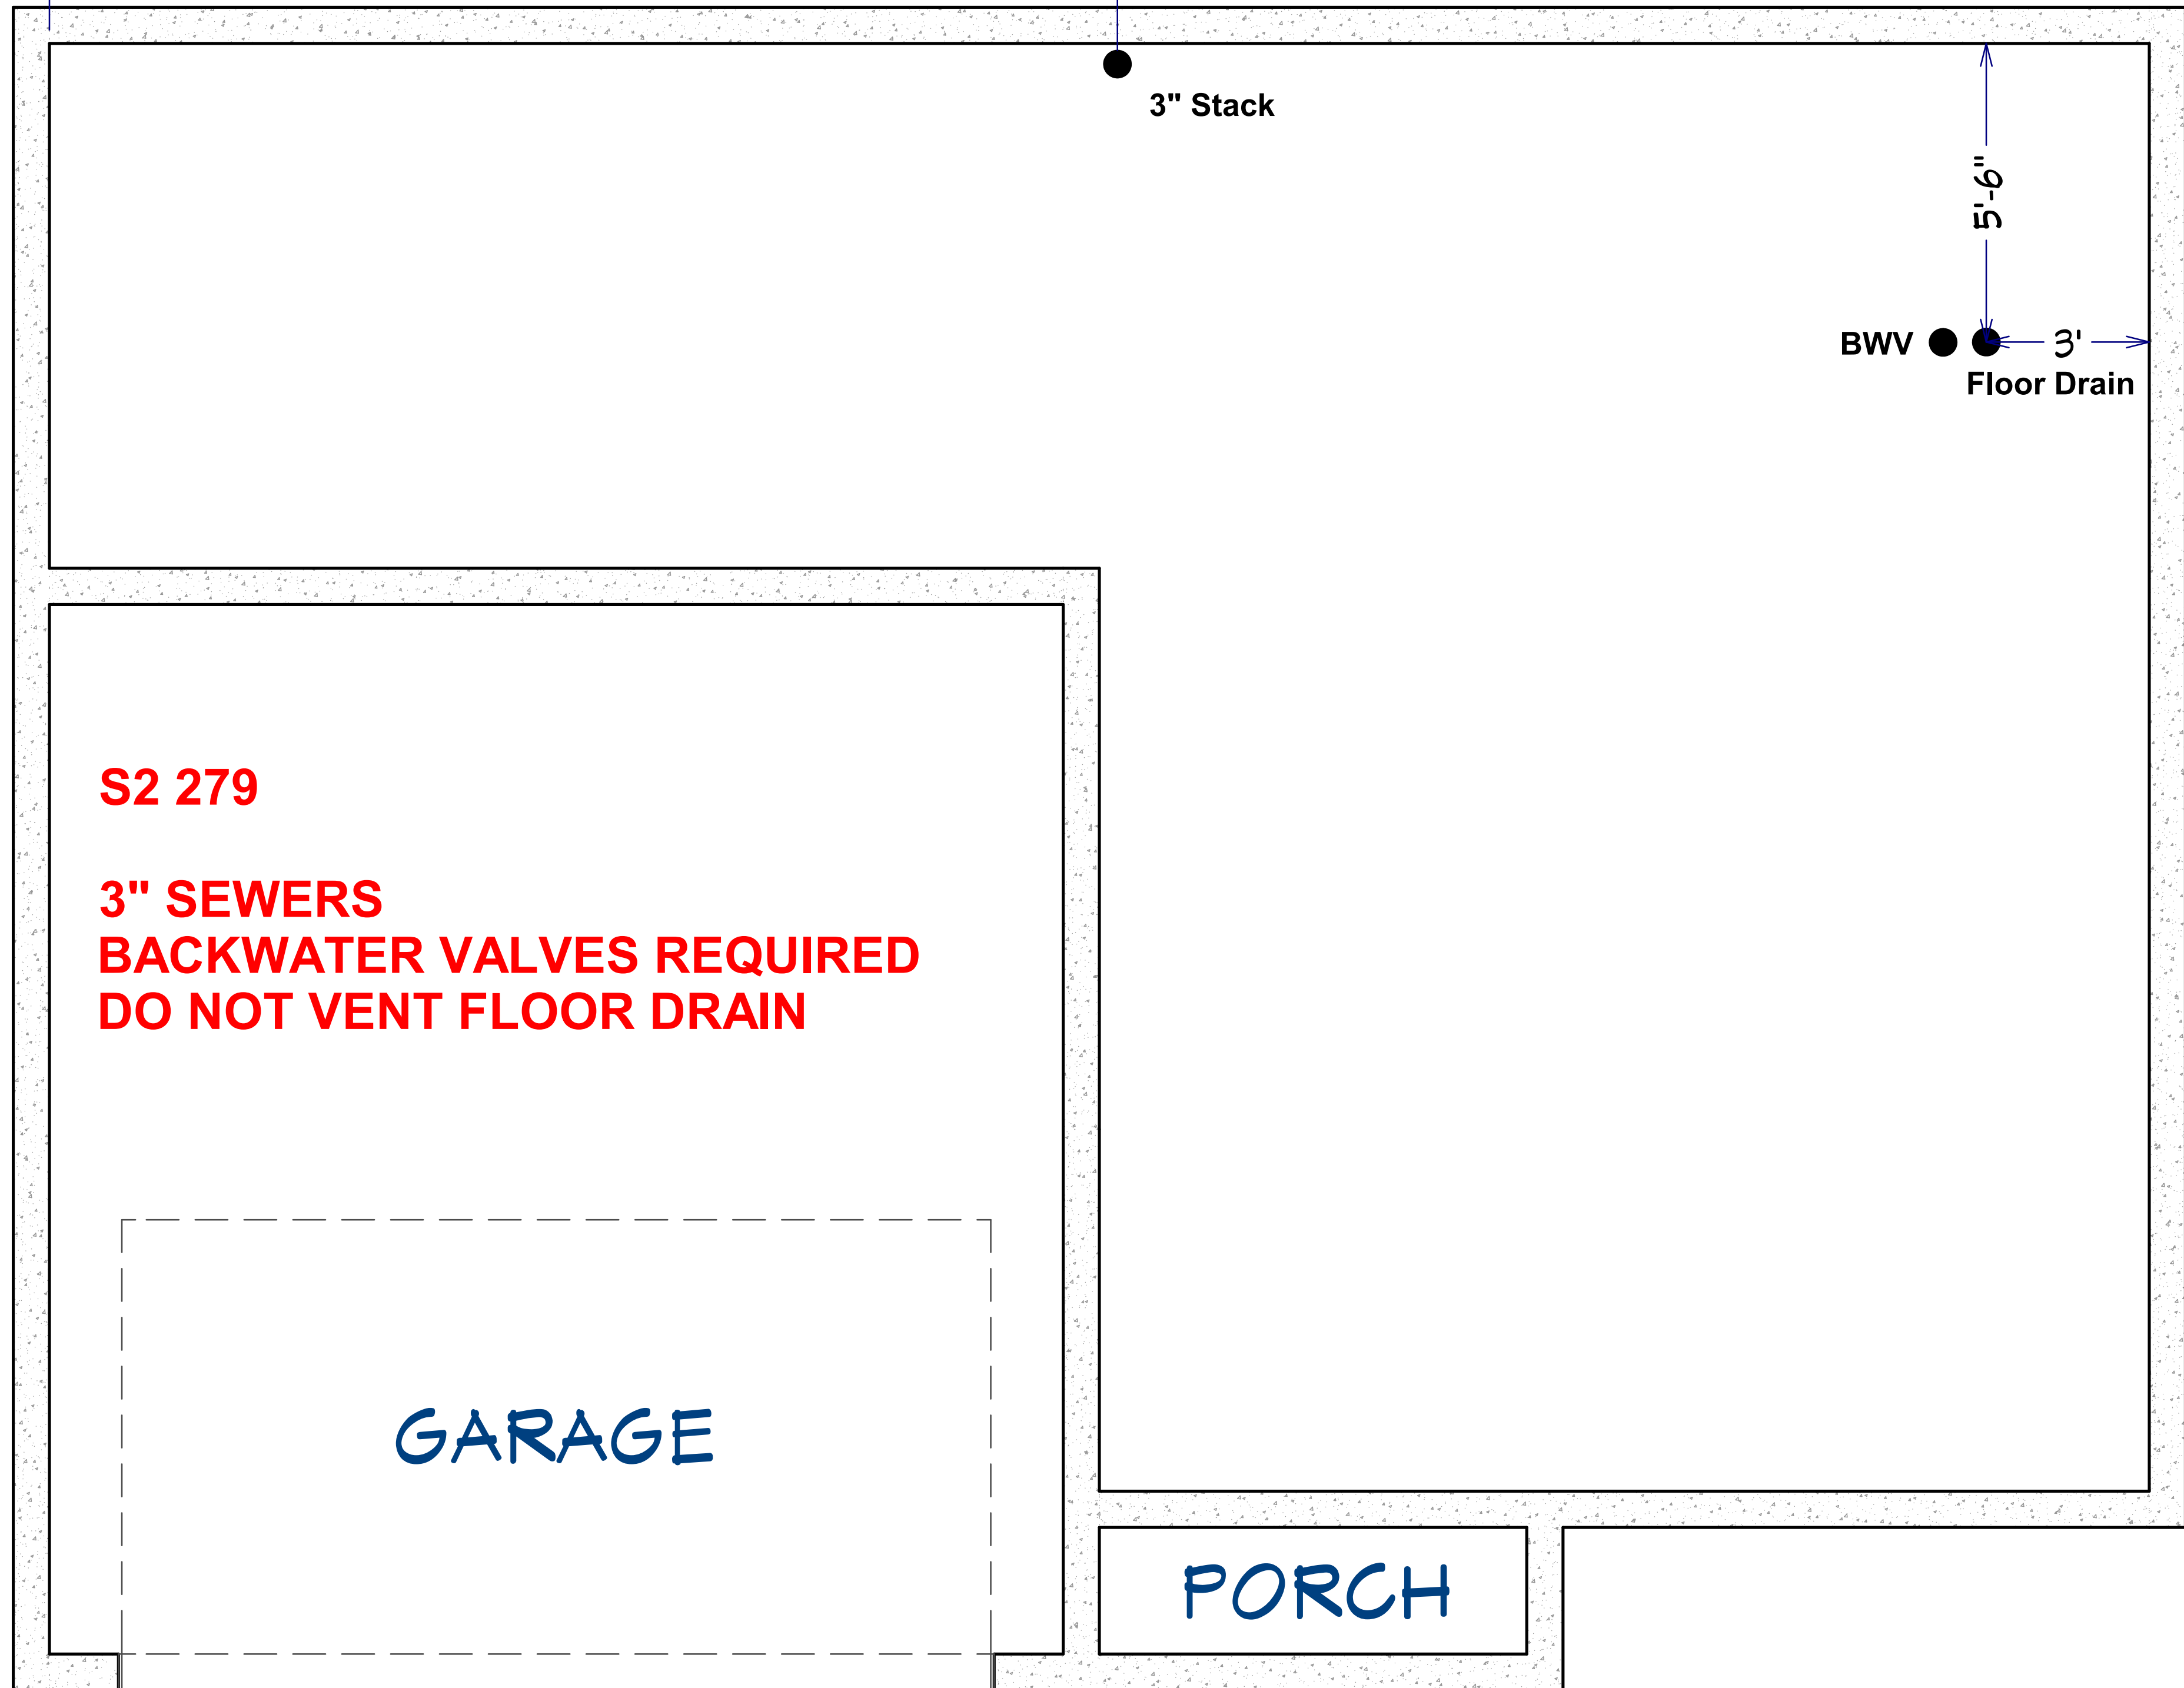 3" Stack
5'-6"
BWV
3'
Floor Drain
S2 279
3" SEWERS
BACKWATER VALVES REQUIRED
DO NOT VENT FLOOR DRAIN
GARAGE
PORCH